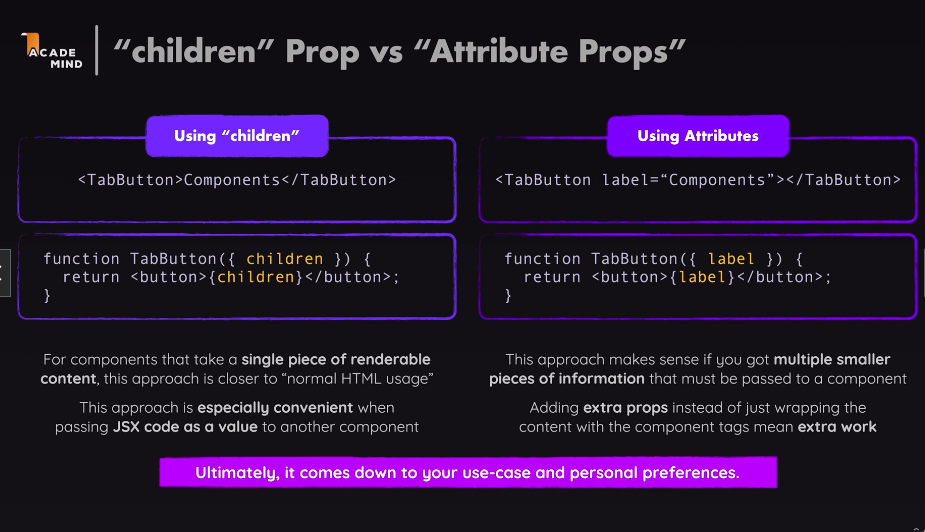 ACADE
MIND
“children” Prop vs “Attribute Props”
Using “children”
<TabButton>Components</TabButton>
function TabButton({ children }) {
return <button>{children}</button>;
}
For components that take a single piece of renderable
content, this approach is closer to “normal HTML usage”
This approach is especially convenient when
passing JSX code as a value to another component
Using Attributes
<TabButton label=“Components”></TabButton>
function TabButton({ label }) {
return <button>{label}</button>;
}
This approach makes sense if you got multiple smaller
pieces of information that must be passed to a component
Adding extra props instead of just wrapping the
content with the component tags mean extra work
Ultimately, it comes down to your use-case and personal preferences.